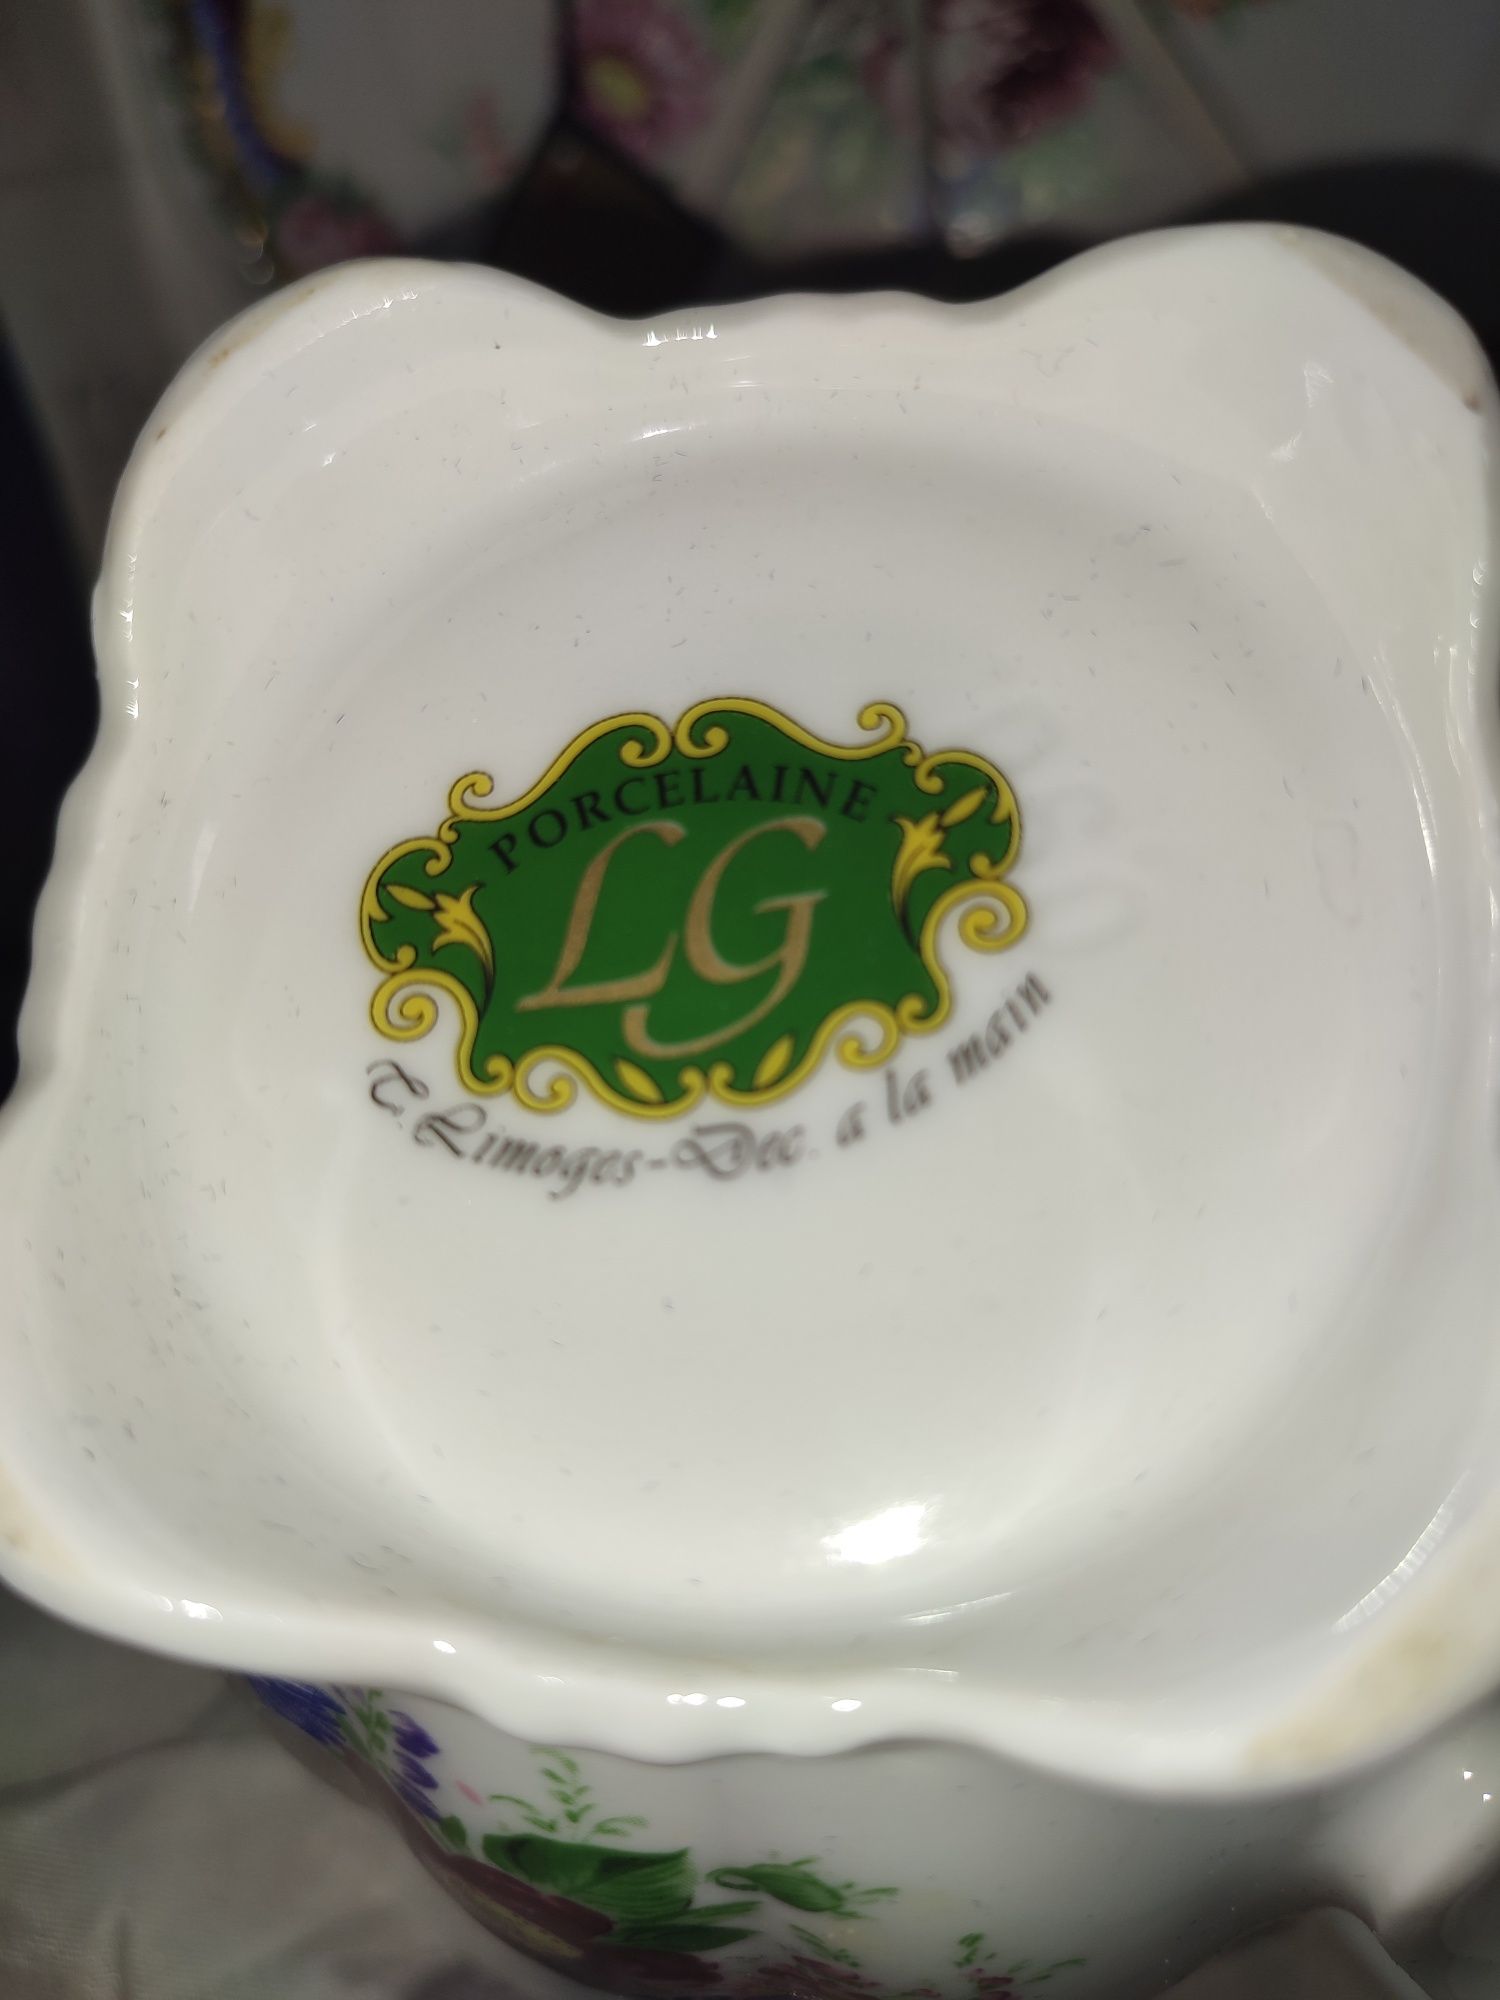 PORCELAINE
LG
T. Limoges-Dec. a la main